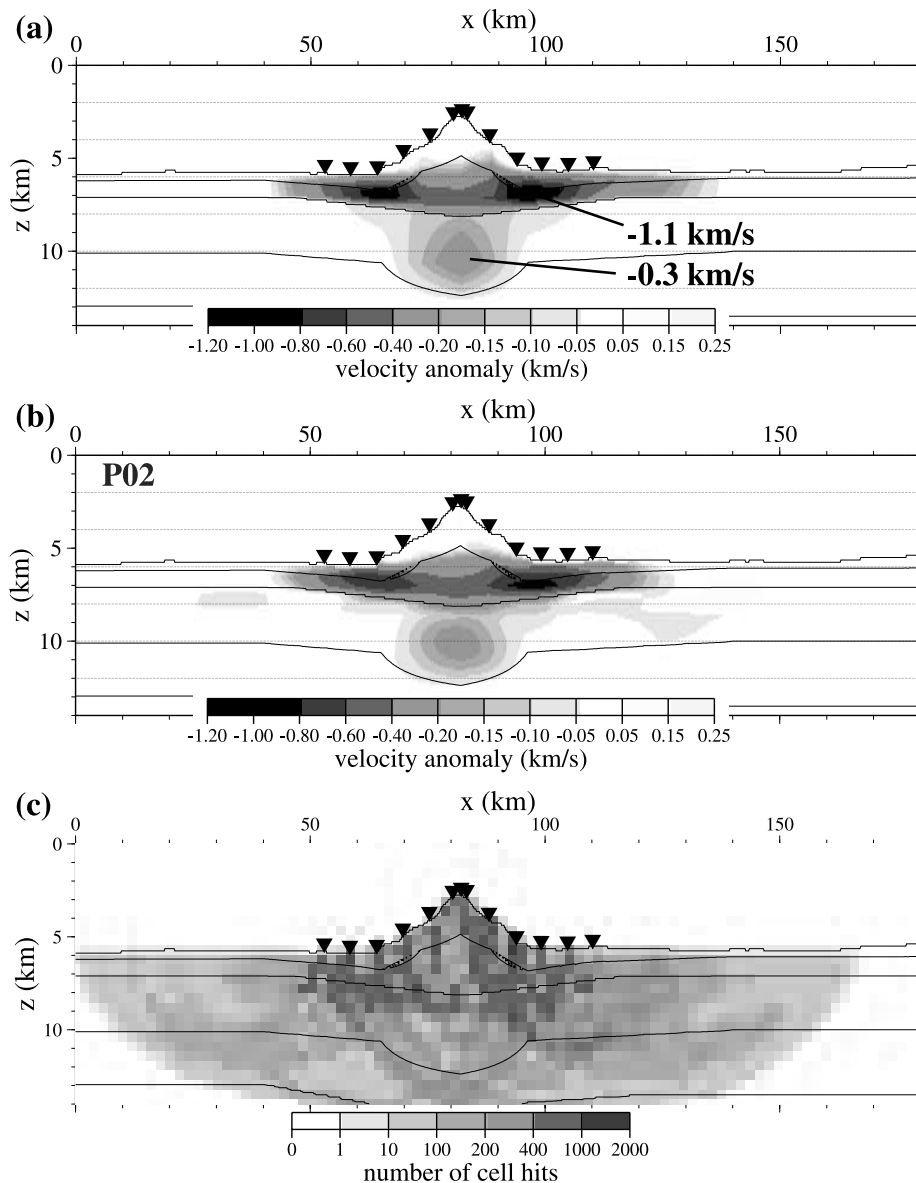 (a)
x (km)
0 50 100 150
0
5
10
z (km)
-1.1 km/s
-0.3 km/s
-1.20 -1.00 -0.80 -0.60 -0.40 -0.20 -0.15 -0.10 -0.05 0.05 0.15 0.25
velocity anomaly (km/s)
(b)
x (km)
0 50 100 150
P02
0
5
10
z (km)
-1.20 -1.00 -0.80 -0.60 -0.40 -0.20 -0.15 -0.10 -0.05 0.05 0.15 0.25
velocity anomaly (km/s)
(c)
x (km)
0 50 100 150
0
5
10
z (km)
0 1 10 100 200 400 1000 2000
number of cell hits